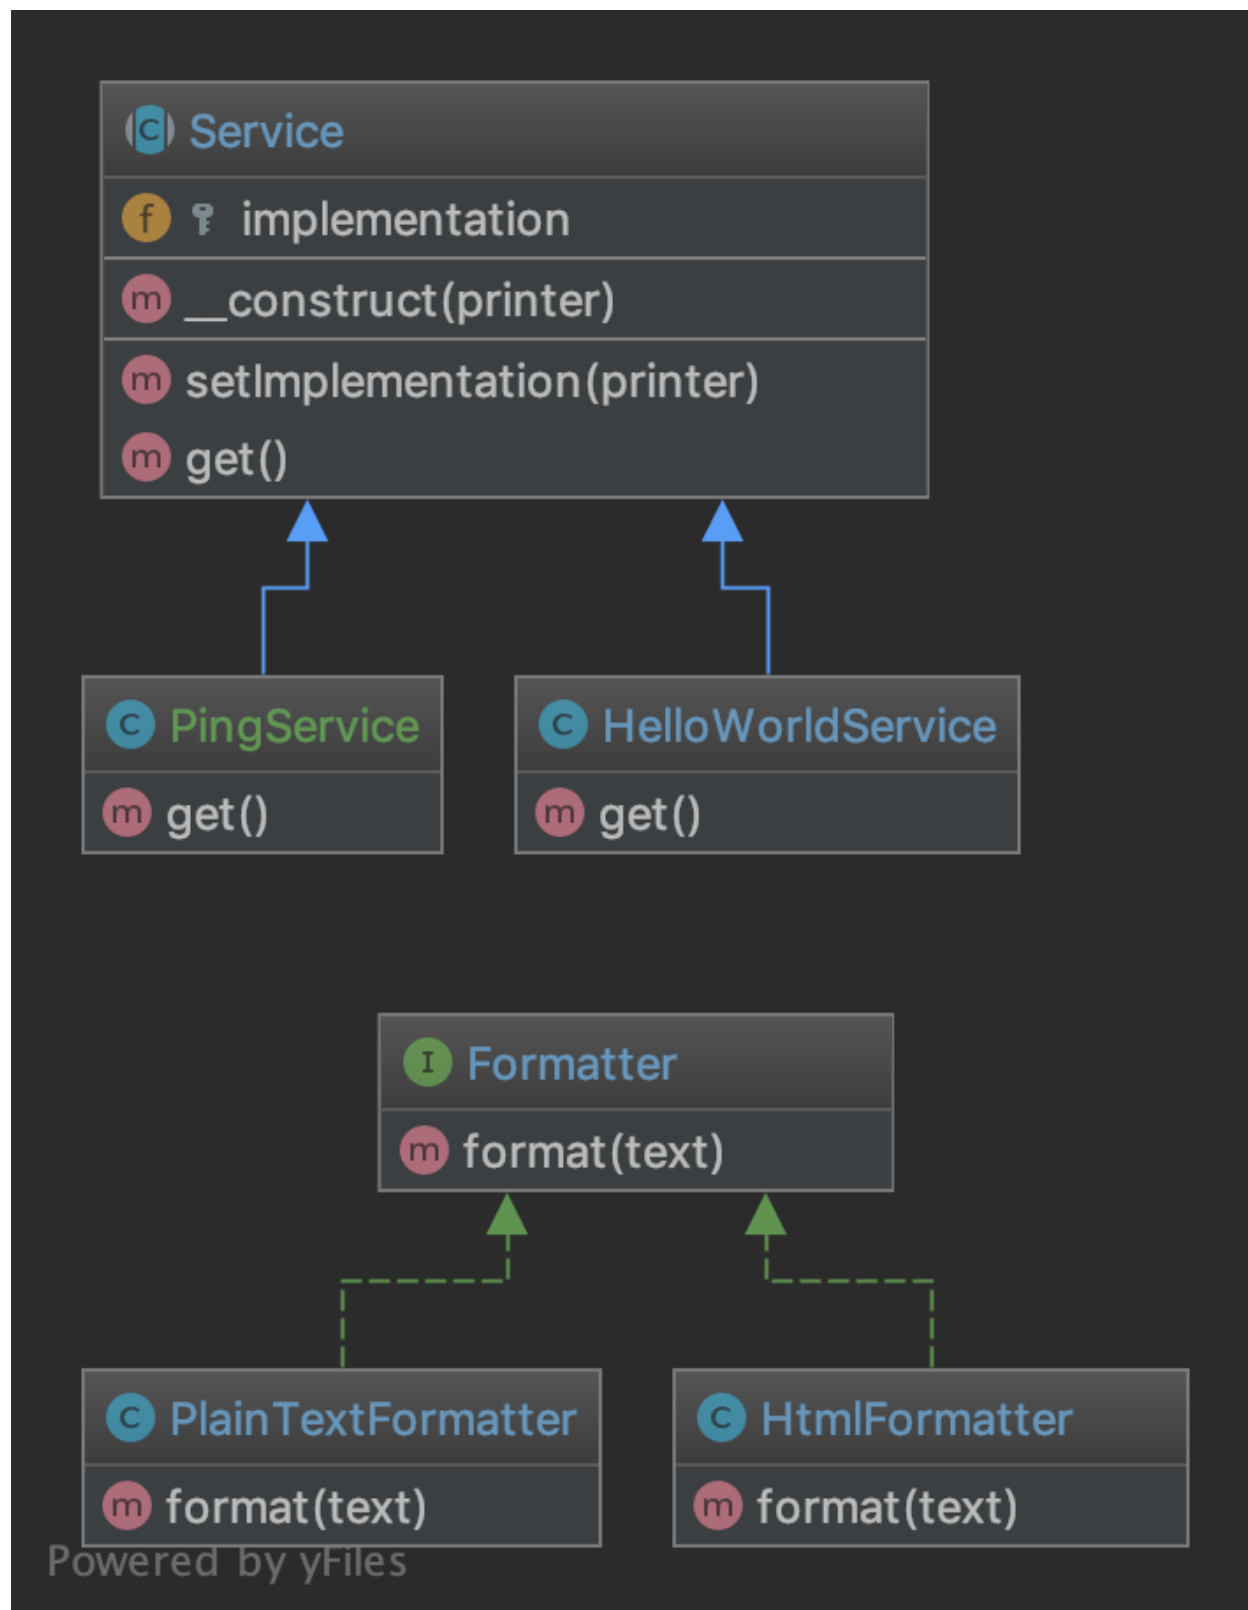 C Service
f implementation
m __construct(printer)
m setImplementation(printer)
m get()
C PingService
m get()
C HelloWorldService
m get()
I Formatter
m format(text)
C PlainTextFormatter
m format(text)
C HtmlFormatter
m format(text)
Powered by yFiles